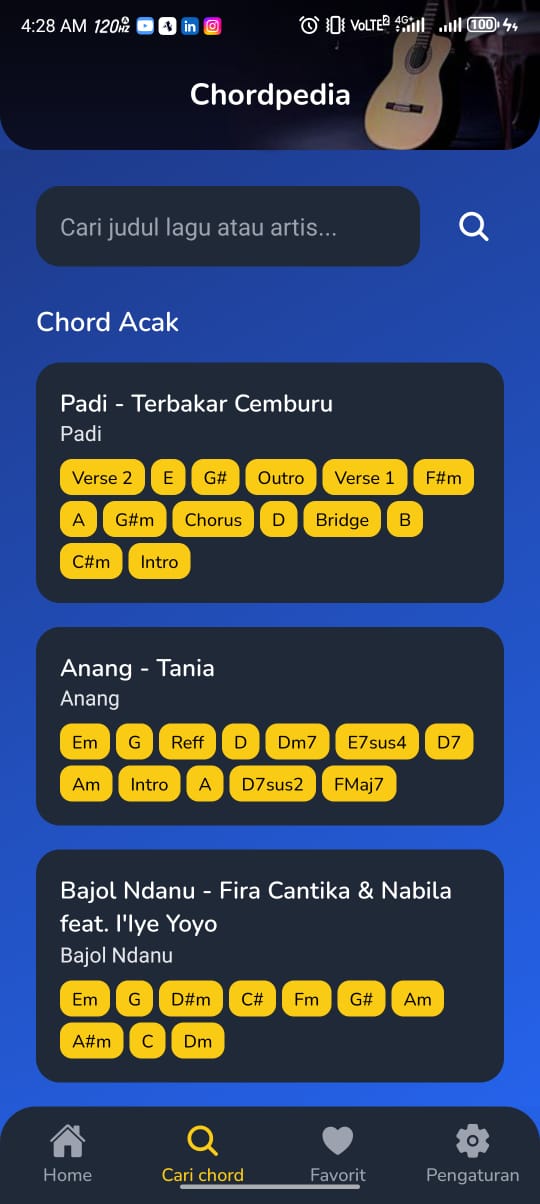 4:28 AM 120HZ VoLTE2 4G+ 100
Chordpedia
Cari judul lagu atau artis...
Chord Acak
Padi - Terbakar Cemburu
Padi
Verse 2 E G# Outro Verse 1 F#m
A G#m Chorus D Bridge B
C#m Intro
Anang - Tania
Anang
Em G Reff D Dm7 E7sus4 D7
Am Intro A D7sus2 FMaj7
Bajol Ndanu - Fira Cantika & Nabila
feat. I'Iye Yoyo
Bajol Ndanu
Em G D#m C# Fm G# Am
A#m C Dm
Home Cari chord Favorit Pengaturan